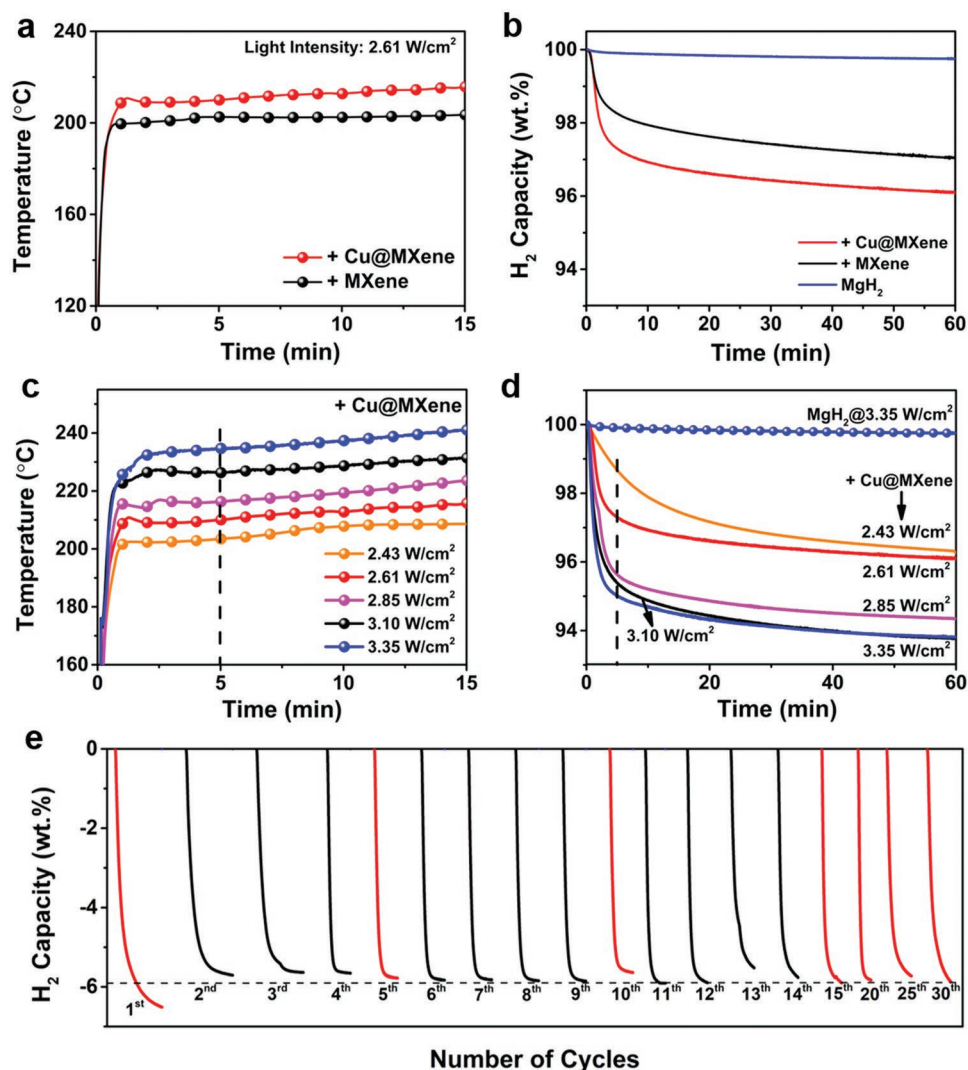 a
Light Intensity: 2.61 W/cm²
240
200
160
120
0
5
10
15
Temperature (°C)
Time (min)
+ Cu@MXene
+ MXene
b
100
98
96
94
0
10
20
30
40
50
60
H₂ Capacity (wt.%)
Time (min)
+ Cu@MXene
+ MXene
MgH₂
c
+ Cu@MXene
240
220
200
180
160
0
5
10
15
Temperature (°C)
Time (min)
2.43 W/cm²
2.61 W/cm²
2.85 W/cm²
3.10 W/cm²
3.35 W/cm²
d
100
98
96
94
0
20
40
60
H₂ Capacity (wt.%)
Time (min)
MgH₂@3.35 W/cm²
+ Cu@MXene
2.43 W/cm²
2.61 W/cm²
2.85 W/cm²
3.10 W/cm²
3.35 W/cm²
e
0
-2
-4
-6
H₂ Capacity (wt.%)
1st
2nd
3rd
4th
5th
6th
7th
8th
9th
10th
11th
12th
13th
14th
15th
20th
25th
30th
Number of Cycles